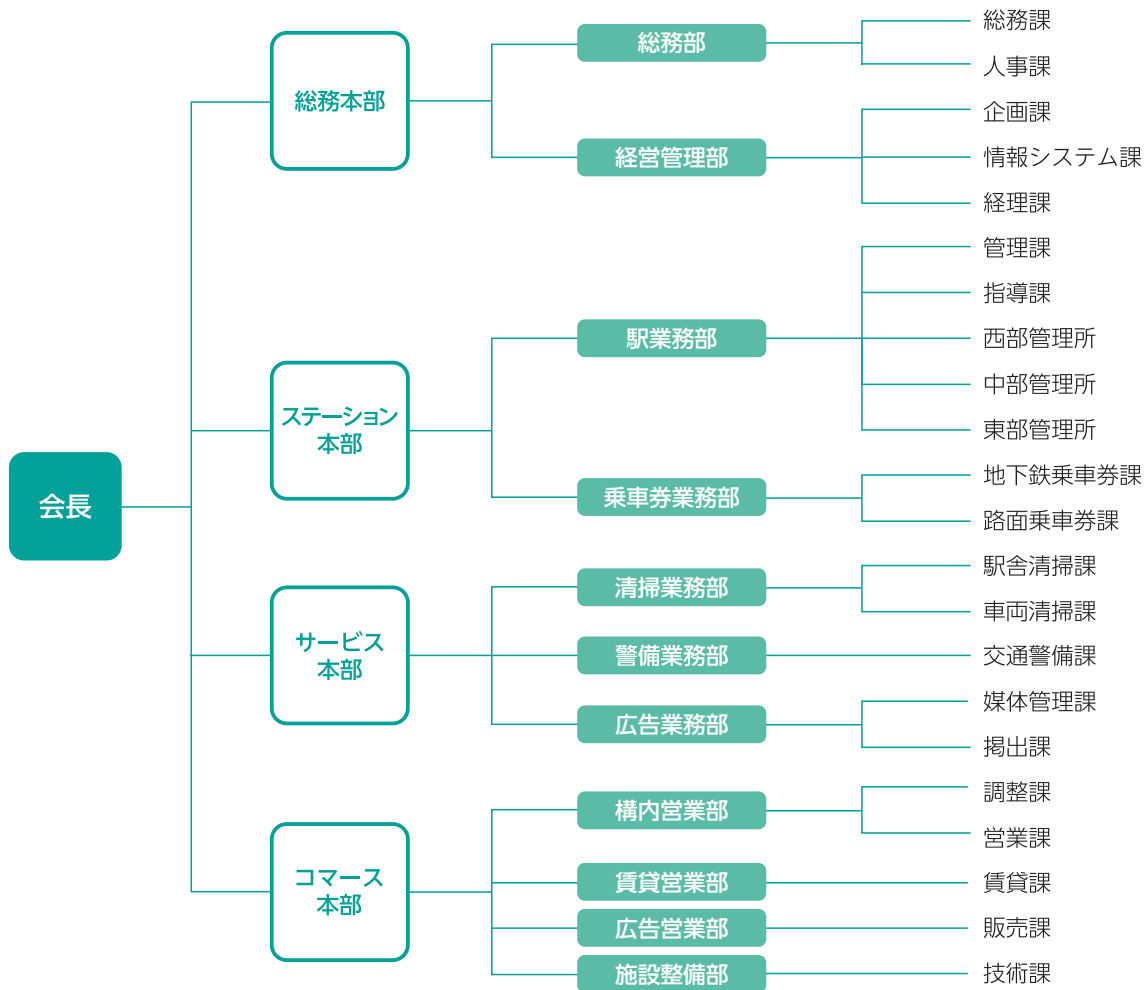 会長
総務本部
総務部
総務課
人事課
経営管理部
企画課
情報システム課
経理課
ステーション
本部
駅業務部
管理課
指導課
西部管理所
中部管理所
東部管理所
乗車券業務部
地下鉄乗車券課
路面乗車券課
サービス
本部
清掃業務部
駅舎清掃課
車両清掃課
警備業務部
交通警備課
広告業務部
媒体管理課
掲出課
コマース
本部
構内営業部
調整課
営業課
賃貸営業部
賃貸課
広告営業部
販売課
施設整備部
技術課